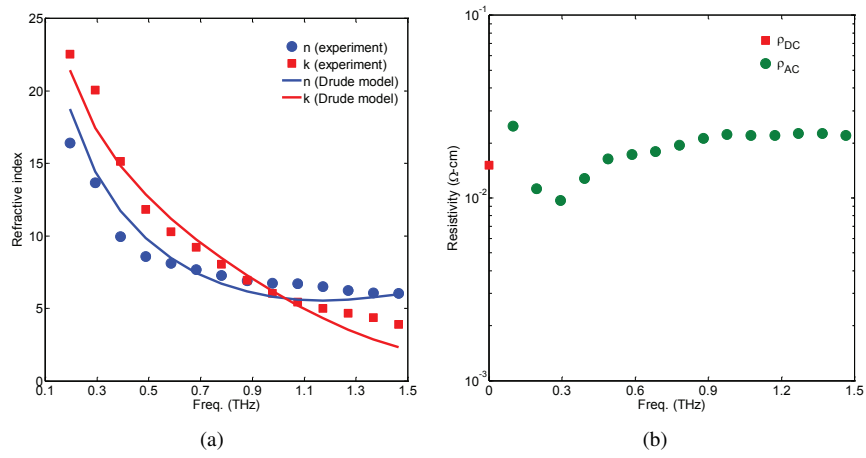 25
20
15
10
5
0
0.1
0.3
0.5
0.7
0.9
1.1
1.3
1.5
Refractive index
Freq. (THz)
n (experiment)
k (experiment)
n (Drude model)
k (Drude model)
(a)
10⁻¹
10⁻²
10⁻³
0
0.3
0.6
0.9
1.2
1.5
Resistivity (Ω·cm)
Freq. (THz)
ρDC
ρAC
(b)